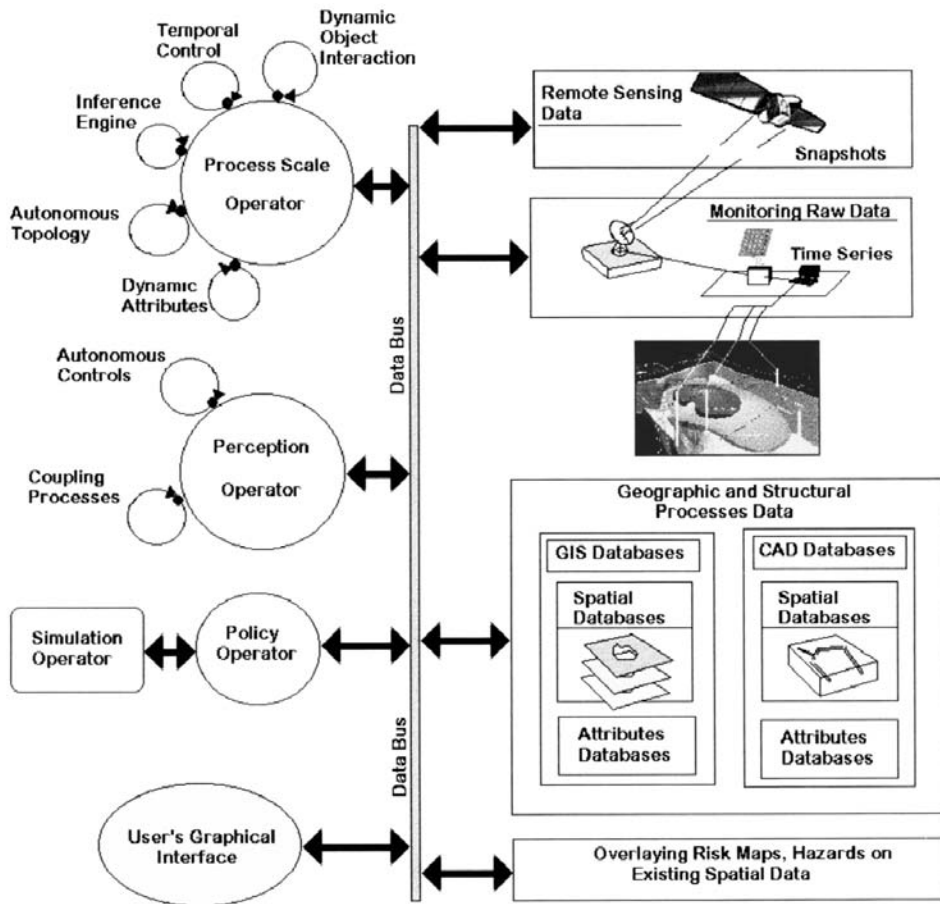 Temporal
Control
Dynamic
Object
Interaction
Inference
Engine
Process Scale
Operator
Autonomous
Topology
Dynamic
Attributes
Autonomous
Controls
Perception
Operator
Coupling
Processes
Simulation
Operator
Policy
Operator
User's Graphical
Interface
Data Bus
Data Bus
Remote Sensing
Data
Snapshots
Monitoring Raw Data
Time Series
Geographic and Structural
Processes Data
GIS Databases
Spatial
Databases
Attributes
Databases
CAD Databases
Spatial
Databases
Attributes
Databases
Overlaying Risk Maps, Hazards on
Existing Spatial Data